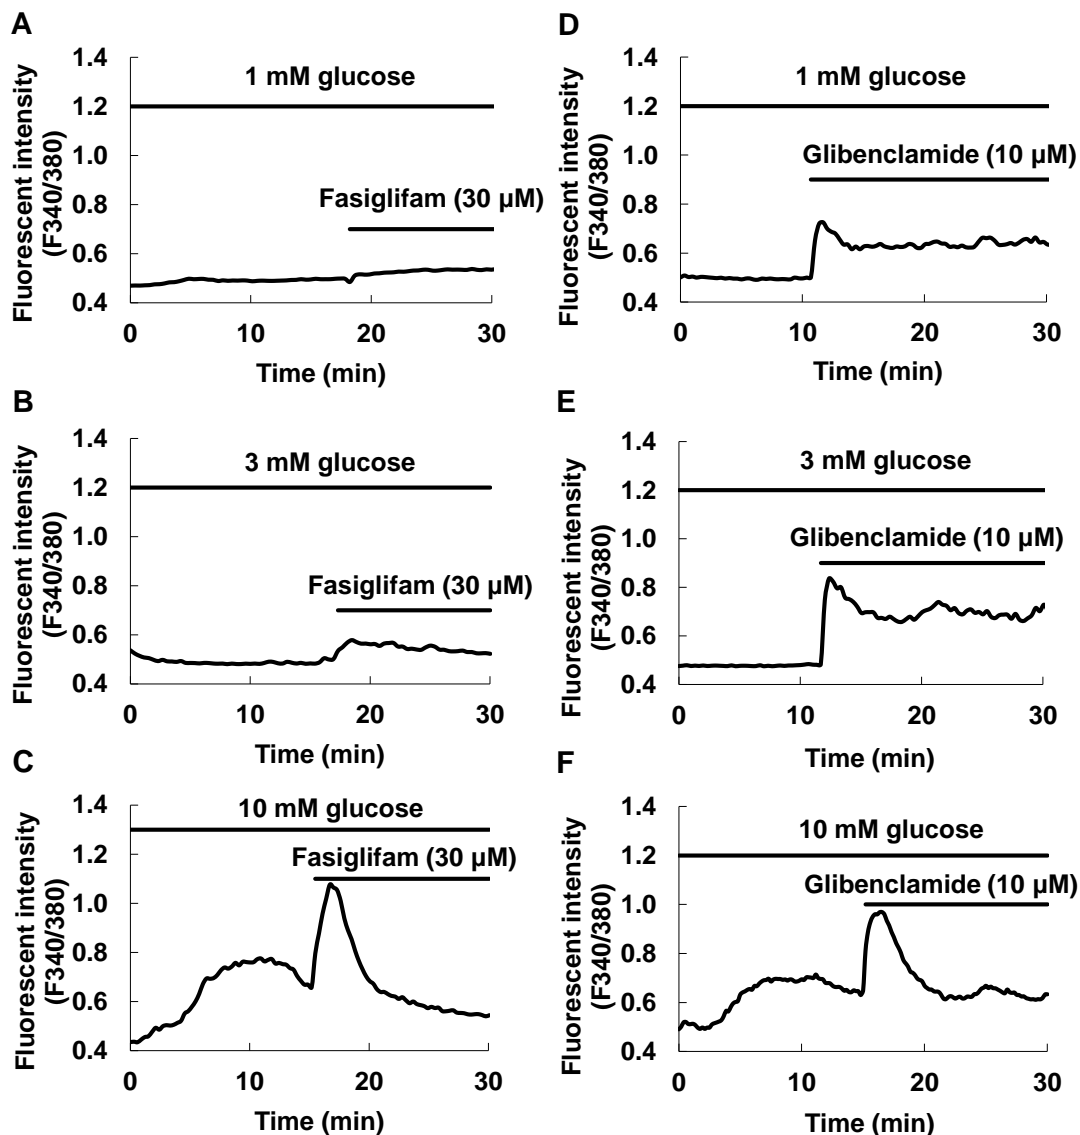 A
Fluorescent intensity
(F340/380)
1.4
1.2
1.0
0.8
0.6
0.4
1 mM glucose
Fasiglifam (30 µM)
0
10
20
30
Time (min)
B
Fluorescent intensity
(F340/380)
1.4
1.2
1.0
0.8
0.6
0.4
3 mM glucose
Fasiglifam (30 µM)
0
10
20
30
Time (min)
C
Fluorescent intensity
(F340/380)
1.4
1.2
1.0
0.8
0.6
0.4
10 mM glucose
Fasiglifam (30 µM)
0
10
20
30
Time (min)
D
Fluorescent intensity
(F340/380)
1.4
1.2
1.0
0.8
0.6
0.4
1 mM glucose
Glibenclamide (10 µM)
0
10
20
30
Time (min)
E
Fluorescent intensity
(F340/380)
1.4
1.2
1.0
0.8
0.6
0.4
3 mM glucose
Glibenclamide (10 µM)
0
10
20
30
Time (min)
F
Fluorescent intensity
(F340/380)
1.4
1.2
1.0
0.8
0.6
0.4
10 mM glucose
Glibenclamide (10 µM)
0
10
20
30
Time (min)